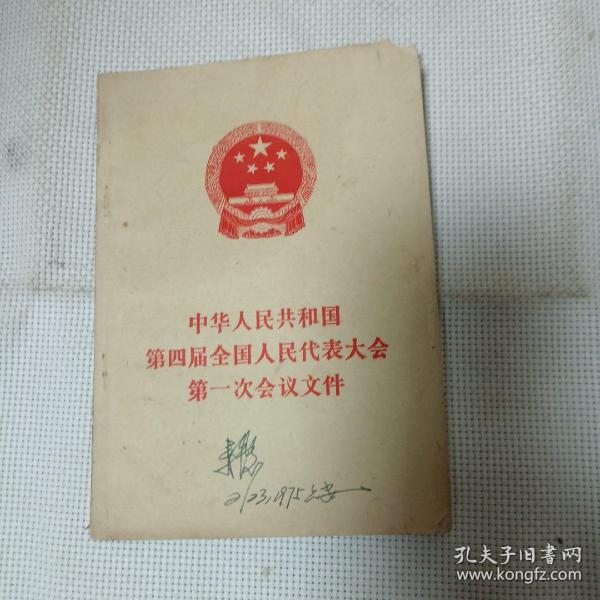 中华人民共和国
第四届全国人民代表大会
第一次会议文件
2/23,1975
孔夫子旧书网
www.kongfz.com